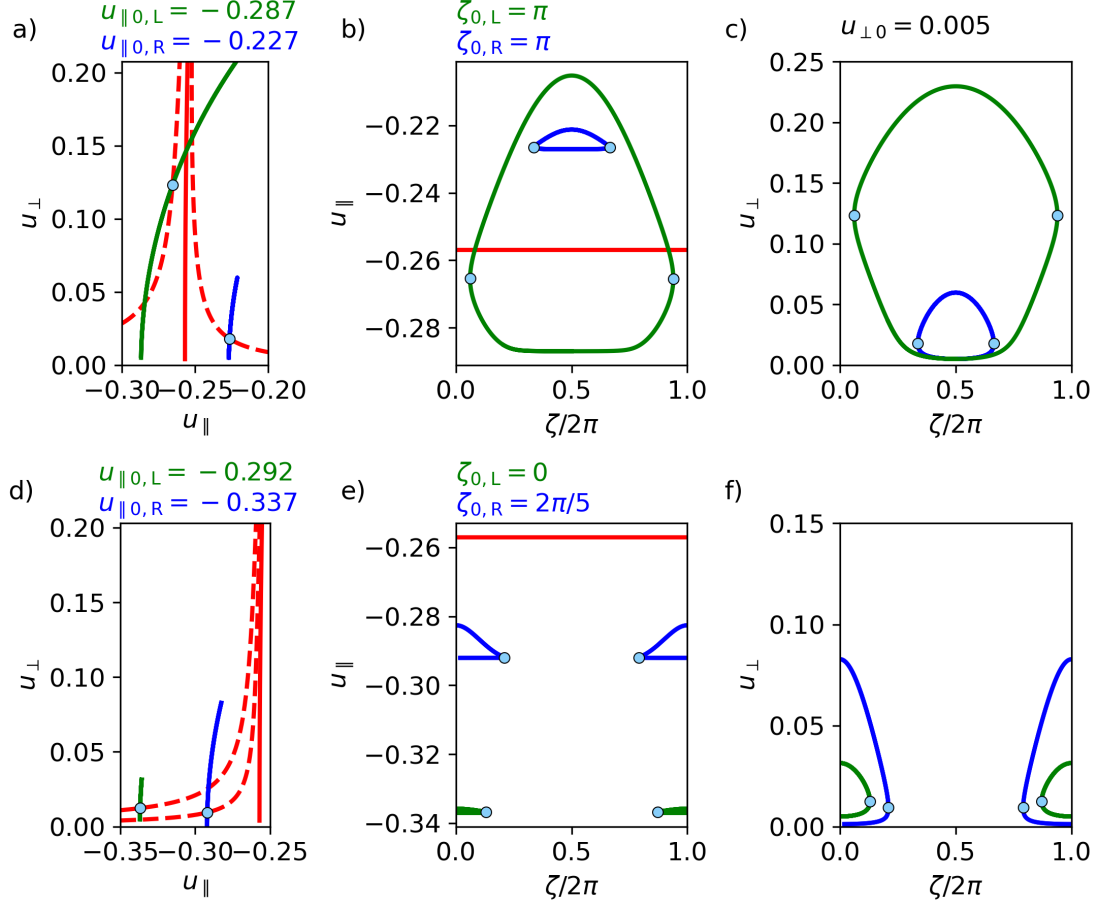 a)
u∥0,L = −0.287
u∥0,R = −0.227
b)
ζ0,L = π
ζ0,R = π
c)
u⊥0 = 0.005
0.20
0.15
0.10
0.05
0.00
u⊥
−0.30 −0.25 −0.20
u∥
−0.22
−0.24
−0.26
−0.28
u∥
0.0 0.5 1.0
ζ/2π
0.25
0.20
0.15
0.10
0.05
0.00
u⊥
0.0 0.5 1.0
ζ/2π
d)
u∥0,L = −0.292
u∥0,R = −0.337
e)
ζ0,L = 0
ζ0,R = 2π/5
f)
0.20
0.15
0.10
0.05
0.00
u⊥
−0.35 −0.30 −0.25
u∥
−0.26
−0.28
−0.30
−0.32
−0.34
u∥
0.0 0.5 1.0
ζ/2π
0.15
0.10
0.05
0.00
u⊥
0.0 0.5 1.0
ζ/2π